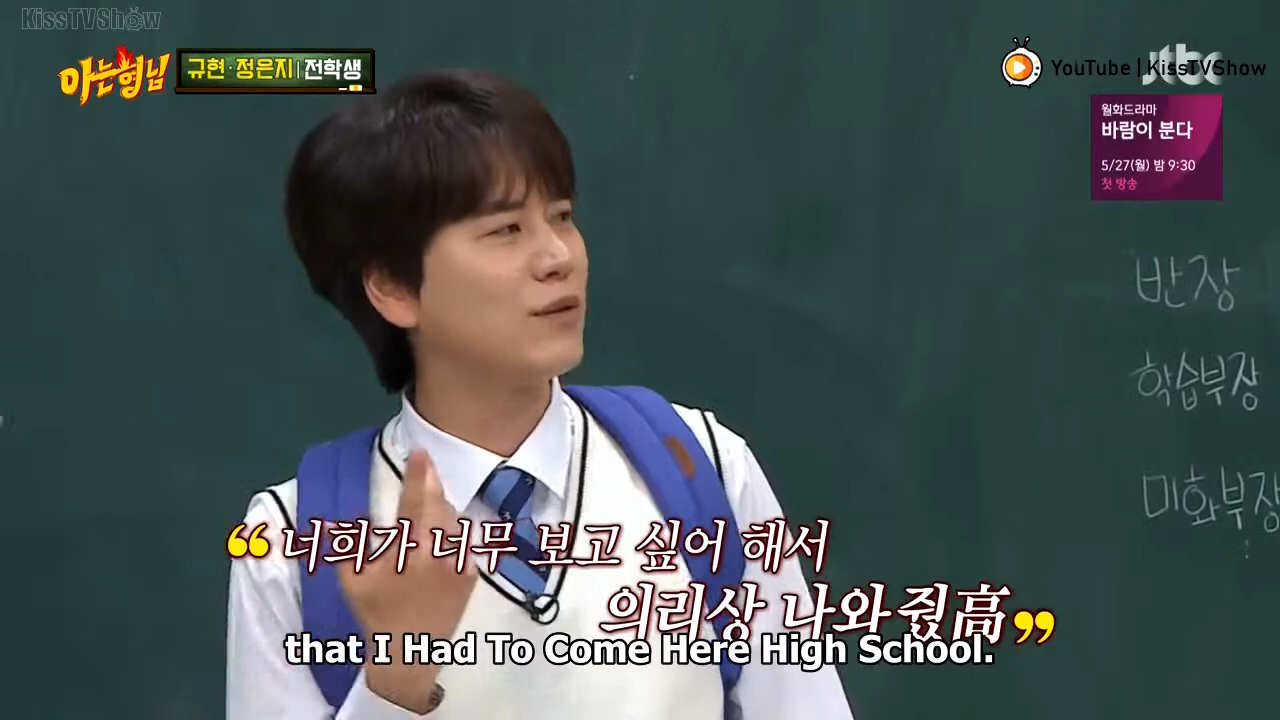 KissTVShow
아는형님
규현·정은지 | 전학생
YouTube | KissTVShow
jtbc
월화드라마
바람이 분다
5/27(월) 밤 9:30
첫 방송
반장
학습부장
미화부장
“너희가 너무 보고 싶어 해서
의리상 나와 줬高”
that I Had To Come Here High School.